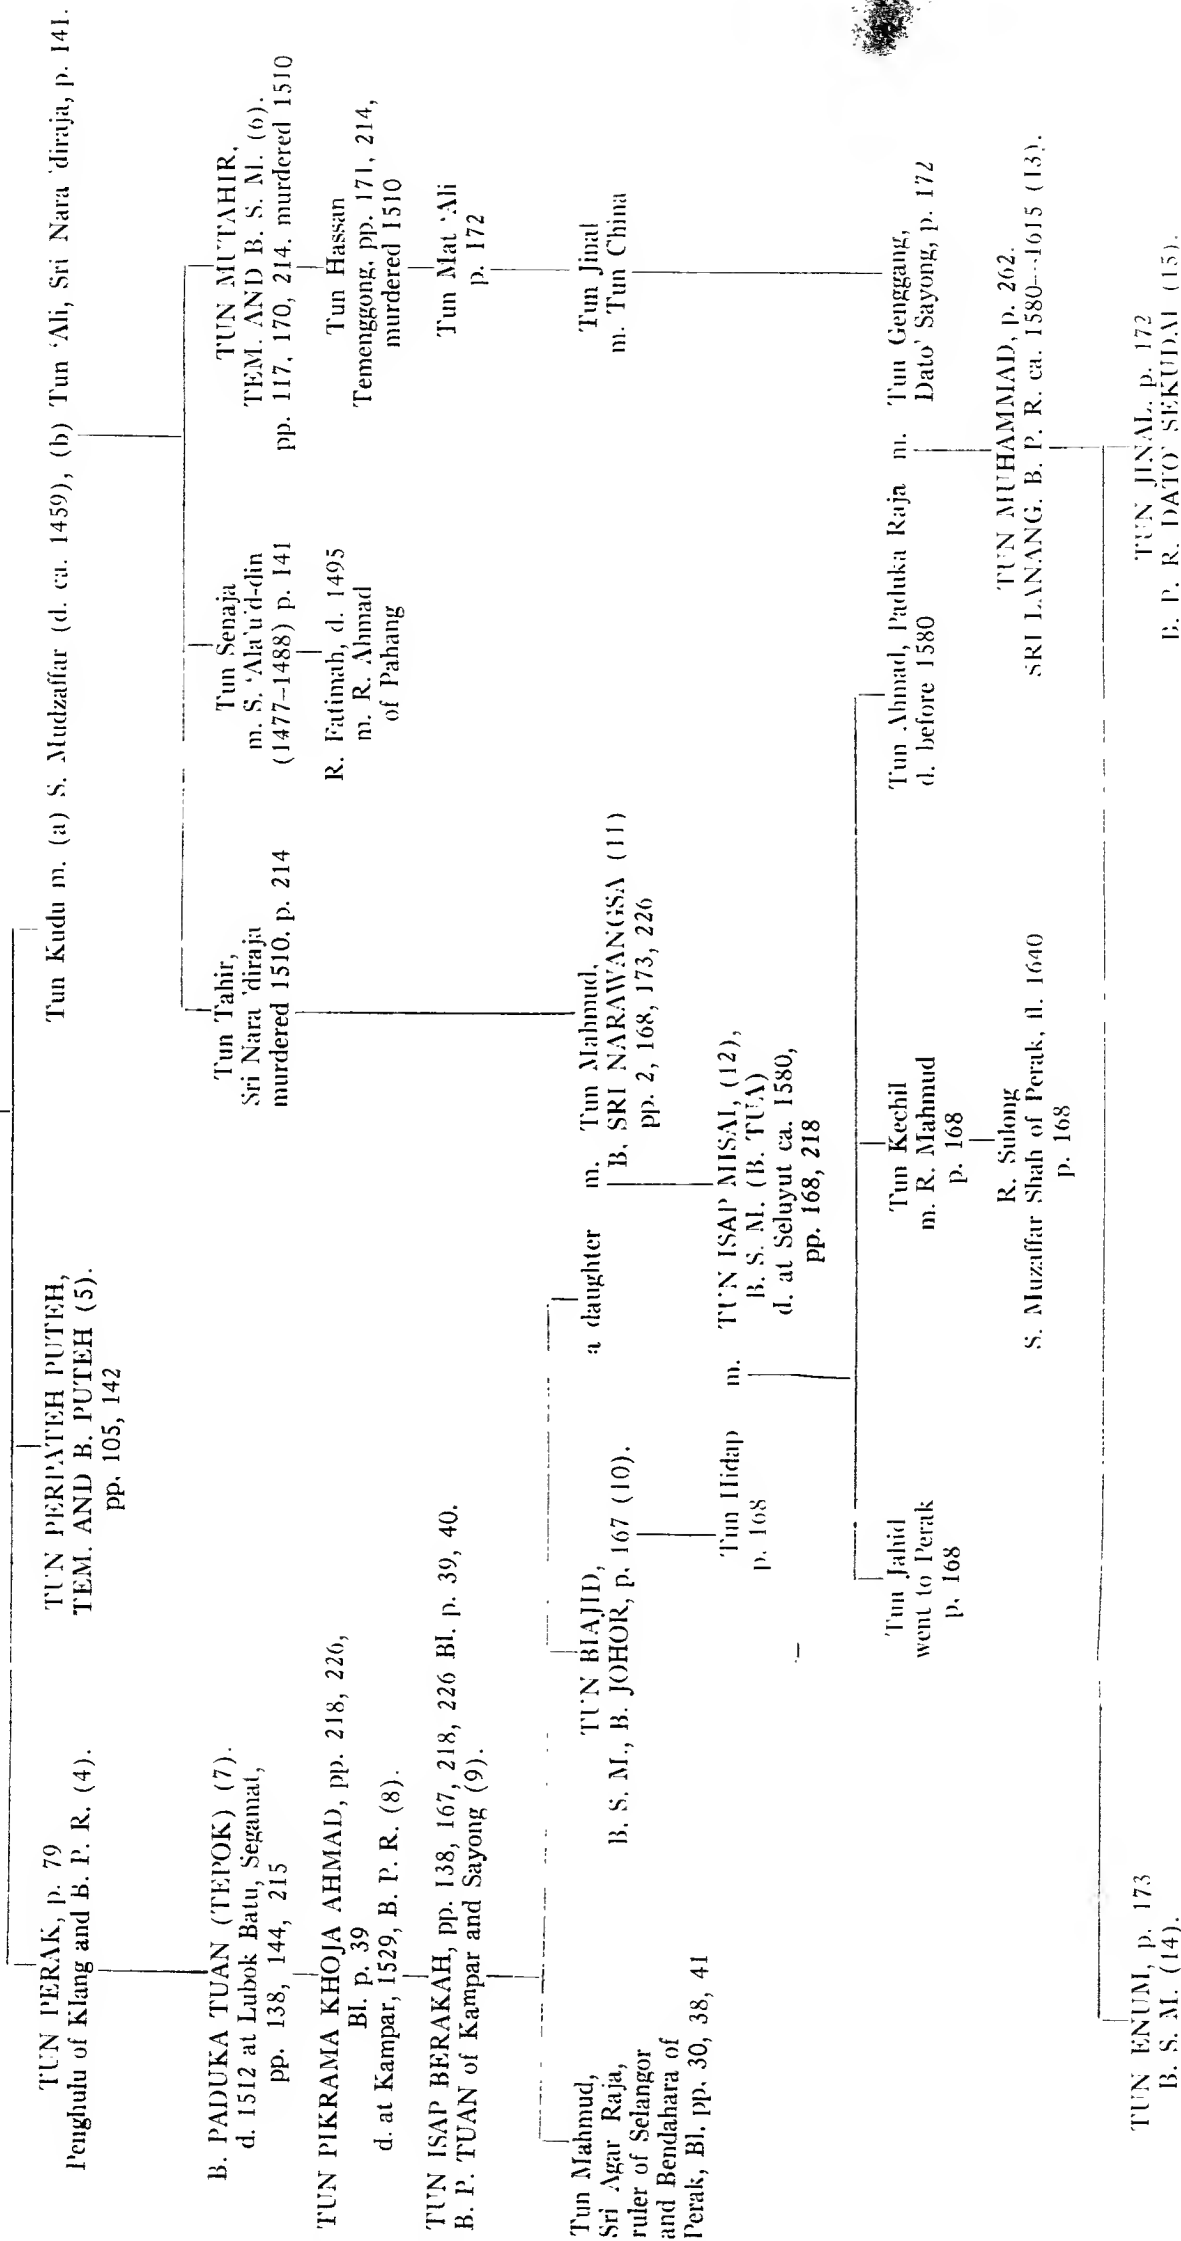 TUN PERAK, p. 79
Penghulu of Klang and B. P. R. (4).
TUN PERPATEH PUTEH,
TEM. AND B. PUTEH (5).
pp. 105, 142
Tun Kudu m. (a) S. Mudzaffar (d. ca. 1459), (b) Tun ‘Ali, Sri Nara ’diraja, p. 141.
B. PADUKA TUAN (TEPOK) (7).
d. 1512 at Lubok Batu, Segamat,
pp. 138, 144, 215
Tun Tahir,
Sri Nara ’diraja
murdered 1510, p. 214
Tun Senaja
m. S. ‘Ala’u’d-din
(1477–1488) p. 141
TUN MUTAHIR,
TEM. AND B. S. M. (6).
pp. 117, 170, 214. murdered 1510
TUN PIKRAMA KHOJA AHMAD, pp. 218, 226,
Bl. p. 39
d. at Kampar, 1529, B. P. R. (8).
R. Fatimah, d. 1495
m. R. Ahmad
of Pahang
Tun Hassan
Temenggong, pp. 171, 214,
murdered 1510
TUN ISAP BERAKAH, pp. 138, 167, 218, 226 Bl. p. 39, 40.
B. P. TUAN of Kampar and Sayong (9).
Tun Mat ‘Ali
p. 172
Tun Mahmud,
Sri Agar Raja,
ruler of Selangor
and Bendahara of
Perak, Bl. pp. 30, 38, 41
TUN BIAJID,
B. S. M., B. JOHOR, p. 167 (10).
a daughter m. Tun Mahmud,
B. SRI NARAWANGSA (11)
pp. 2, 168, 173, 226
Tun Jinal
m. Tun China
Tun Hidap m. TUN ISAP MISAI, (12),
p. 168
B. S. M. (B. TUA)
d. at Seluyut ca. 1580,
pp. 168, 218
Tun Jahid
went to Perak
p. 168
Tun Kechil
m. R. Mahmud
p. 168
Tun Ahmad, Paduka Raja m. Tun Genggang,
d. before 1580
Dato’ Sayong, p. 172
R. Sulong
S. Muzaffar Shah of Perak, fl. 1640
p. 168
TUN MUHAMMAD, p. 262.
SRI LANANG. B. P. R. ca. 1580–1615 (13).
TUN ENUM, p. 173
B. S. M. (14).
TUN JINAL, p. 172
B. P. R. DATO’ SEKUDAI (15).